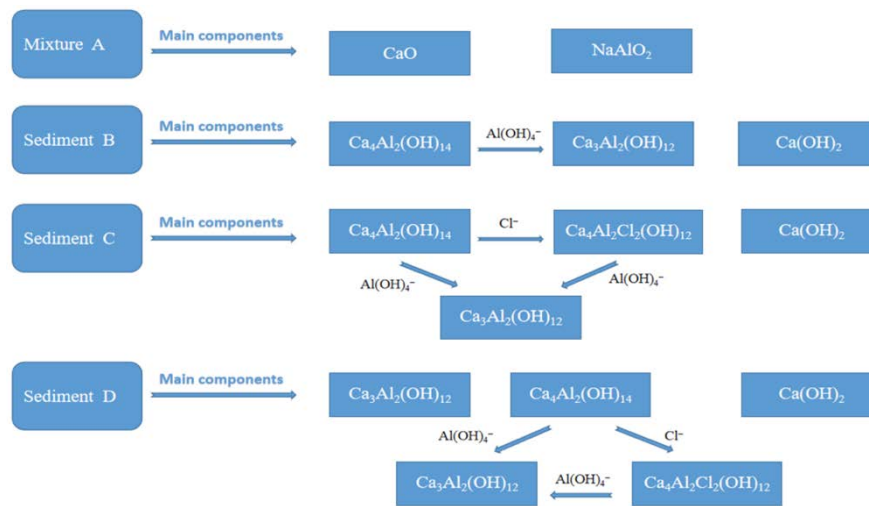 Mixture A Main components CaO NaAlO₂
Sediment B Main components Ca₄Al₂(OH)₁₄ Al(OH)₄⁻ Ca₃Al₂(OH)₁₂ Ca(OH)₂
Sediment C Main components Ca₄Al₂(OH)₁₄ Cl⁻ Ca₄Al₂Cl₂(OH)₁₂ Ca(OH)₂
Al(OH)₄⁻ Al(OH)₄⁻
Ca₃Al₂(OH)₁₂
Sediment D Main components Ca₃Al₂(OH)₁₂ Ca₄Al₂(OH)₁₄ Ca(OH)₂
Al(OH)₄⁻ Cl⁻
Ca₃Al₂(OH)₁₂ Al(OH)₄⁻ Ca₄Al₂Cl₂(OH)₁₂